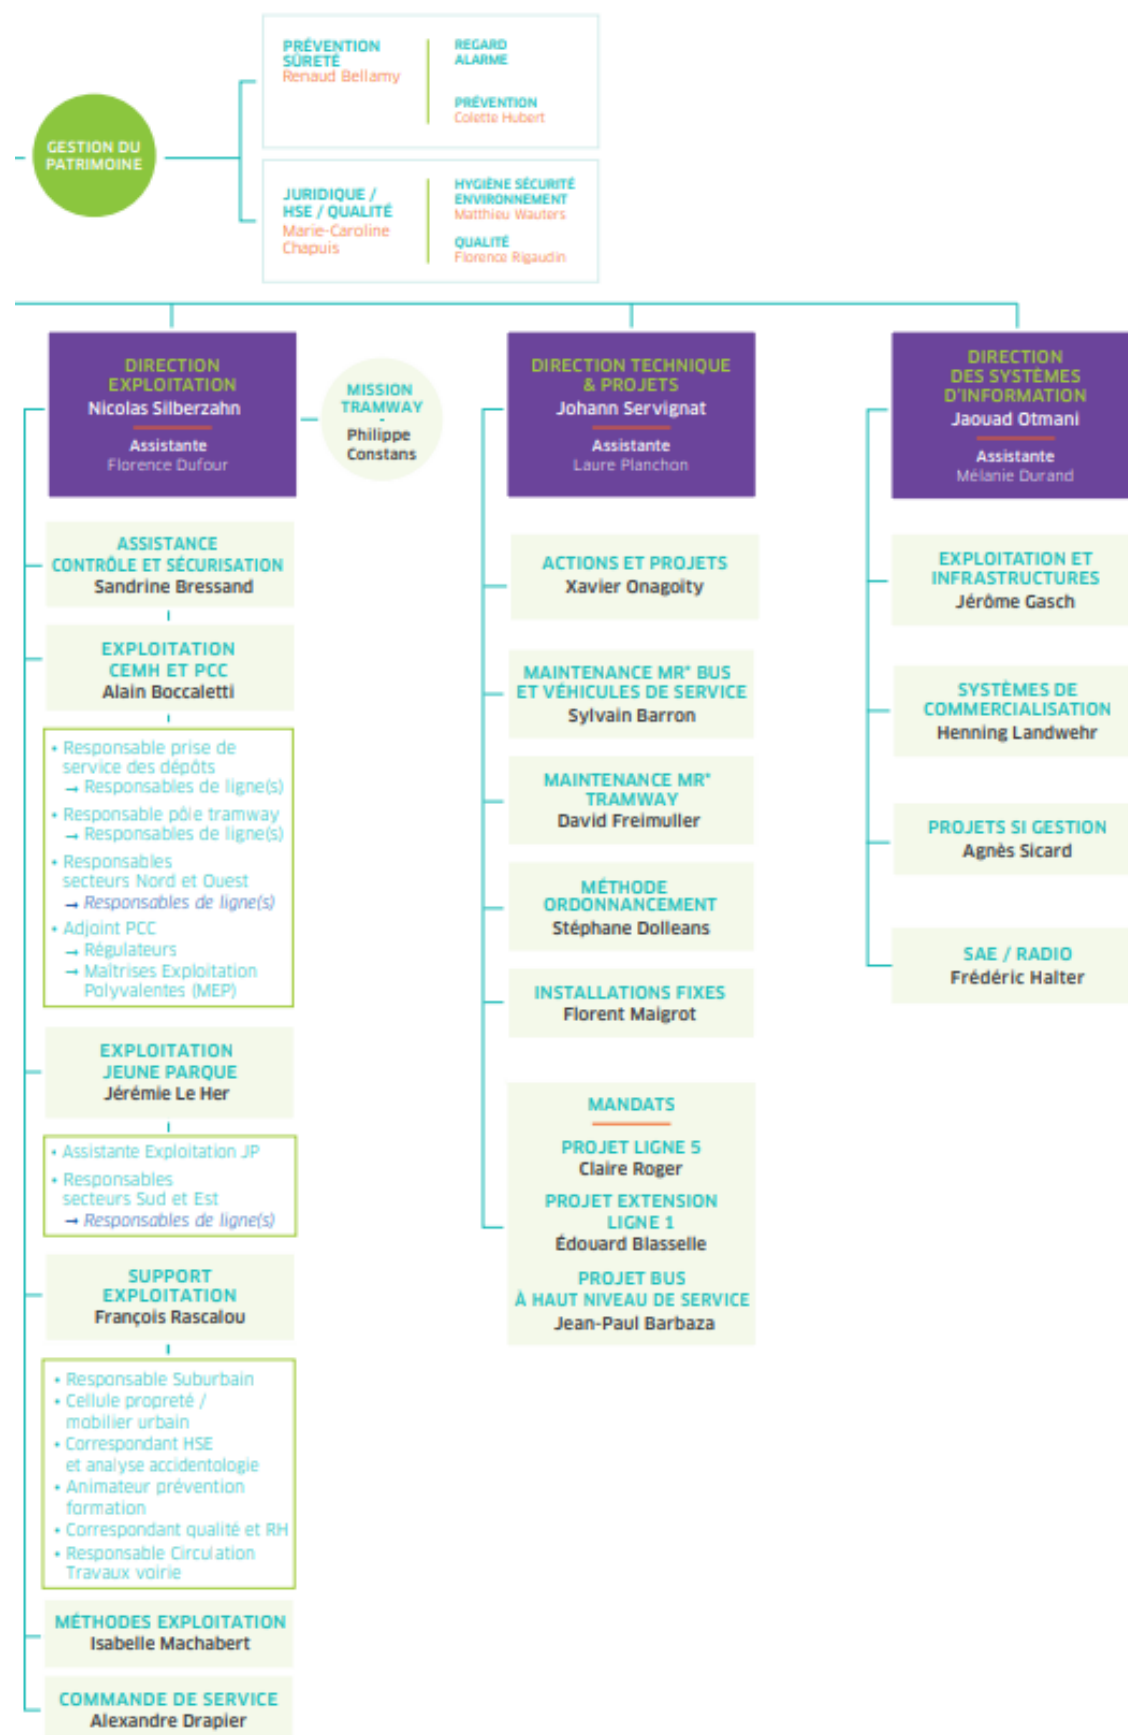 PRÉVENTION
SÛRETÉ
Renaud Bellamy
REGARD
ALARME
PRÉVENTION
Colette Hubert
GESTION DU
PATRIMOINE
JURIDIQUE /
HSE / QUALITÉ
Marie-Caroline
Chapuis
HYGIÈNE SÉCURITÉ
ENVIRONNEMENT
Matthieu Wauters
QUALITÉ
Florence Rigaudin
DIRECTION
EXPLOITATION
Nicolas Silberzahn
Assistante
Florence Dufour
MISSION
TRAMWAY
-
Philippe
Constans
ASSISTANCE
CONTRÔLE ET SÉCURISATION
Sandrine Bressand
EXPLOITATION
CEMH ET PCC
Alain Boccaletti
• Responsable prise de
service des dépôts
→ Responsables de ligne(s)
• Responsable pôle tramway
→ Responsables de ligne(s)
• Responsables
secteurs Nord et Ouest
→ Responsables de ligne(s)
• Adjoint PCC
→ Régulateurs
→ Maîtrises Exploitation
Polyvalentes (MEP)
EXPLOITATION
JEUNE PARQUE
Jérémie Le Her
• Assistante Exploitation JP
• Responsables
secteurs Sud et Est
→ Responsables de ligne(s)
SUPPORT
EXPLOITATION
François Rascalou
• Responsable Suburbain
• Cellule propreté /
mobilier urbain
• Correspondant HSE
et analyse accidentologie
• Animateur prévention
formation
• Correspondant qualité et RH
• Responsable Circulation
Travaux voirie
MÉTHODES EXPLOITATION
Isabelle Machabert
COMMANDE DE SERVICE
Alexandre Drapier
DIRECTION TECHNIQUE
& PROJETS
Johann Servignat
Assistante
Laure Planchon
ACTIONS ET PROJETS
Xavier Onagoity
MAINTENANCE MR* BUS
ET VÉHICULES DE SERVICE
Sylvain Barron
MAINTENANCE MR*
TRAMWAY
David Freimuller
MÉTHODE
ORDONNANCEMENT
Stéphane Dolleans
INSTALLATIONS FIXES
Florent Maigrot
MANDATS
PROJET LIGNE 5
Claire Roger
PROJET EXTENSION
LIGNE 1
Édouard Blasselle
PROJET BUS
À HAUT NIVEAU DE SERVICE
Jean-Paul Barbaza
DIRECTION
DES SYSTÈMES
D'INFORMATION
Jaouad Otmani
Assistante
Mélanie Durand
EXPLOITATION ET
INFRASTRUCTURES
Jérôme Gasch
SYSTÈMES DE
COMMERCIALISATION
Henning Landwehr
PROJETS SI GESTION
Agnès Sicard
SAE / RADIO
Frédéric Halter